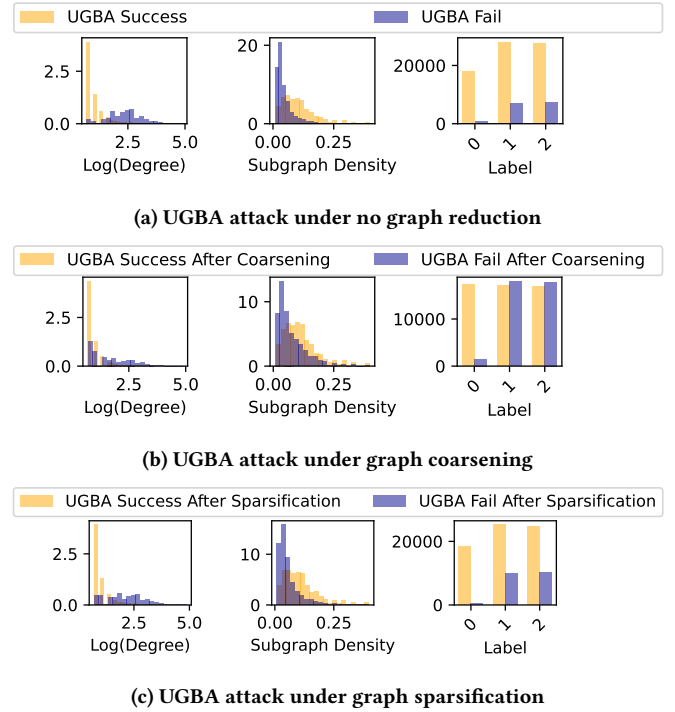 UGBA Success UGBA Fail
5.0 2.5 0.0
2.5 5.0
Log(Degree)
20 10 0
0.00 0.25
Subgraph Density
20000 0
0 1 2
Label
(a) UGBA attack under no graph reduction
UGBA Success After Coarsening UGBA Fail After Coarsening
2.5 0.0
2.5 5.0
Log(Degree)
10 0
0.00 0.25
Subgraph Density
10000 0
0 1 2
Label
(b) UGBA attack under graph coarsening
UGBA Success After Sparsification UGBA Fail After Sparsification
2.5 0.0
2.5 5.0
Log(Degree)
10 0
0.00 0.25
Subgraph Density
20000 0
0 1 2
Label
(c) UGBA attack under graph sparsification